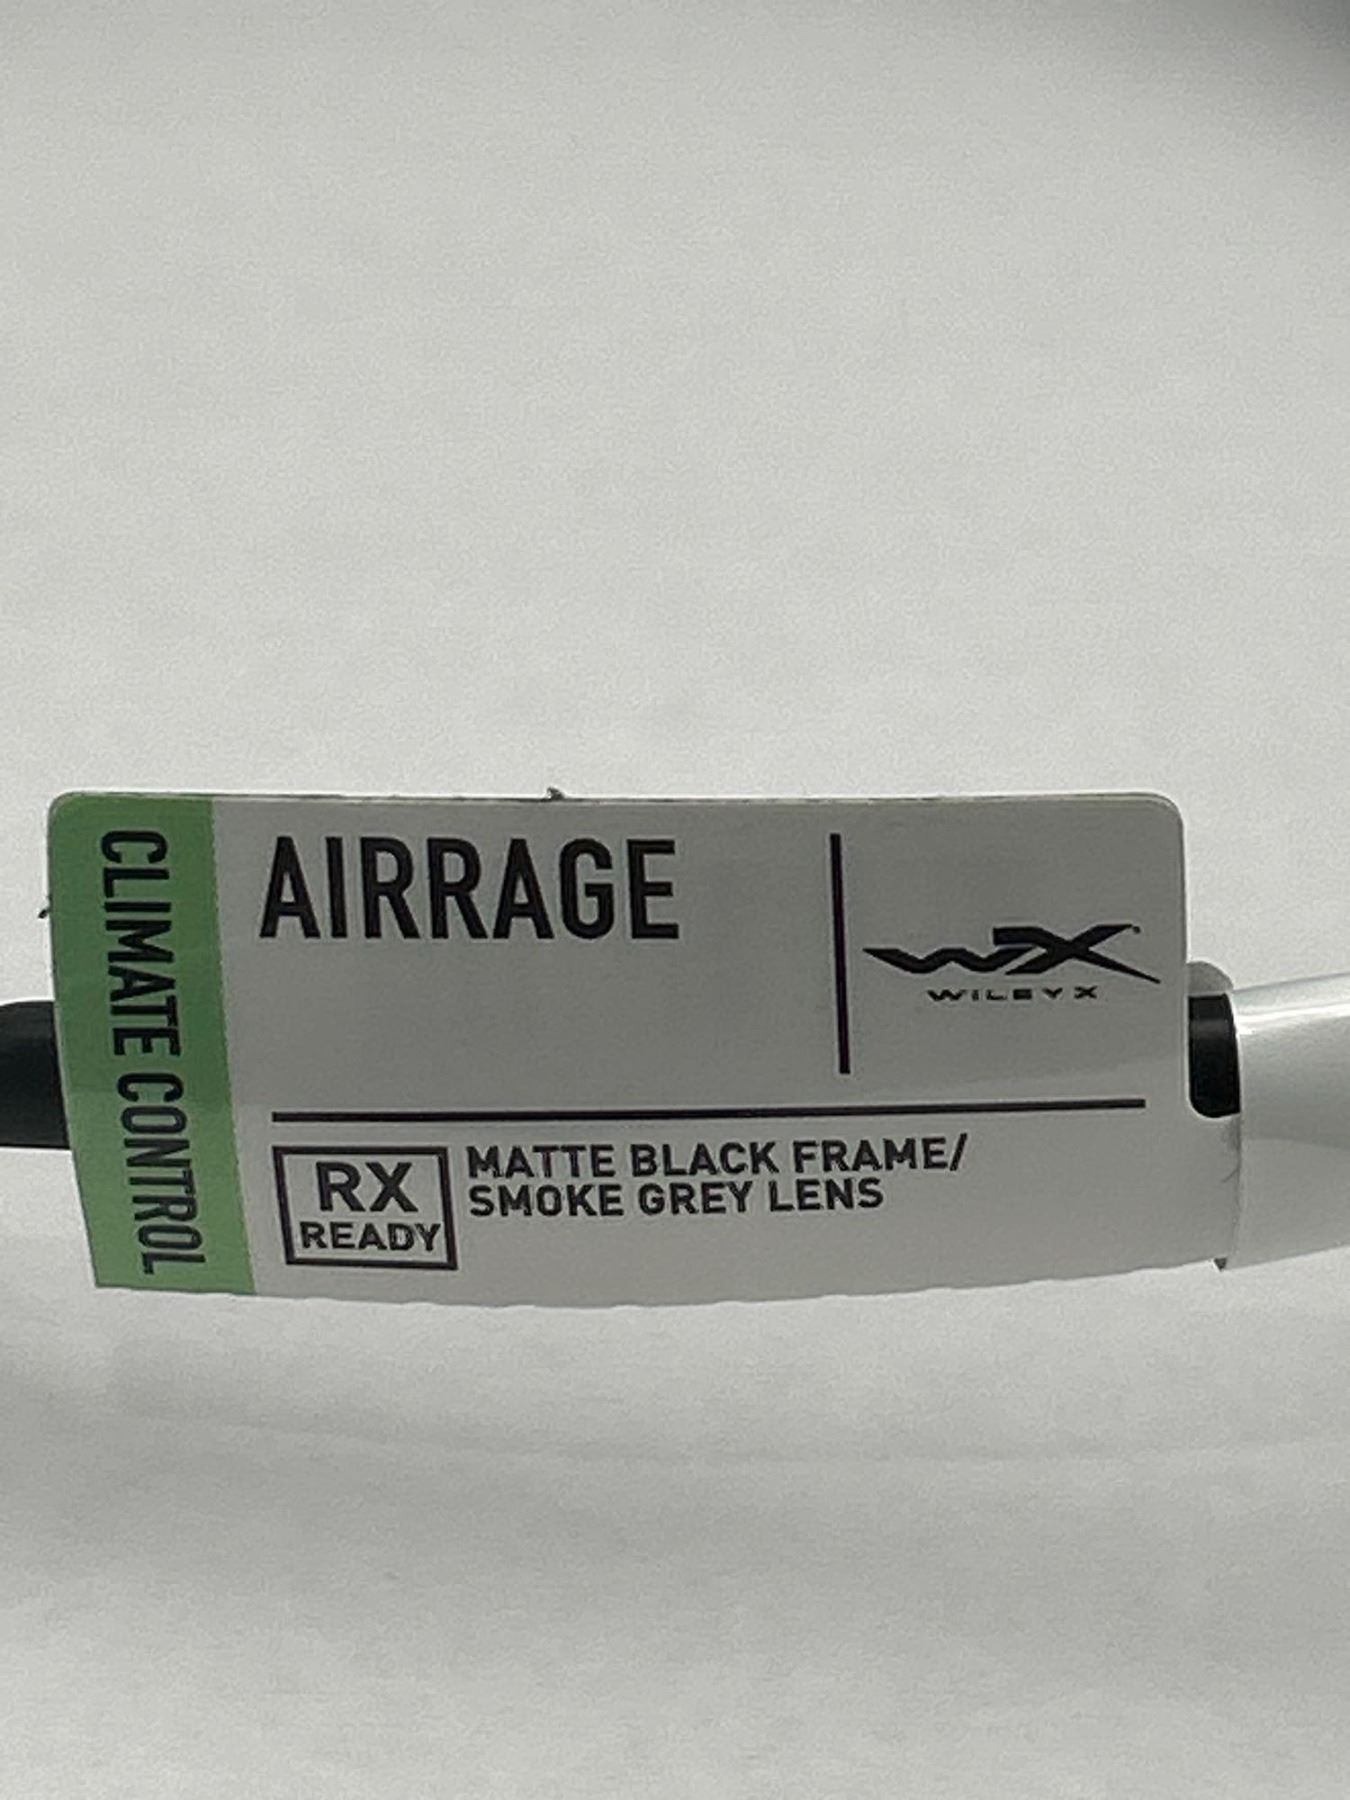 CLIMATE CONTROL
AIRRAGE
WX
WILEY X
RX
READY
MATTE BLACK FRAME/
SMOKE GREY LENS